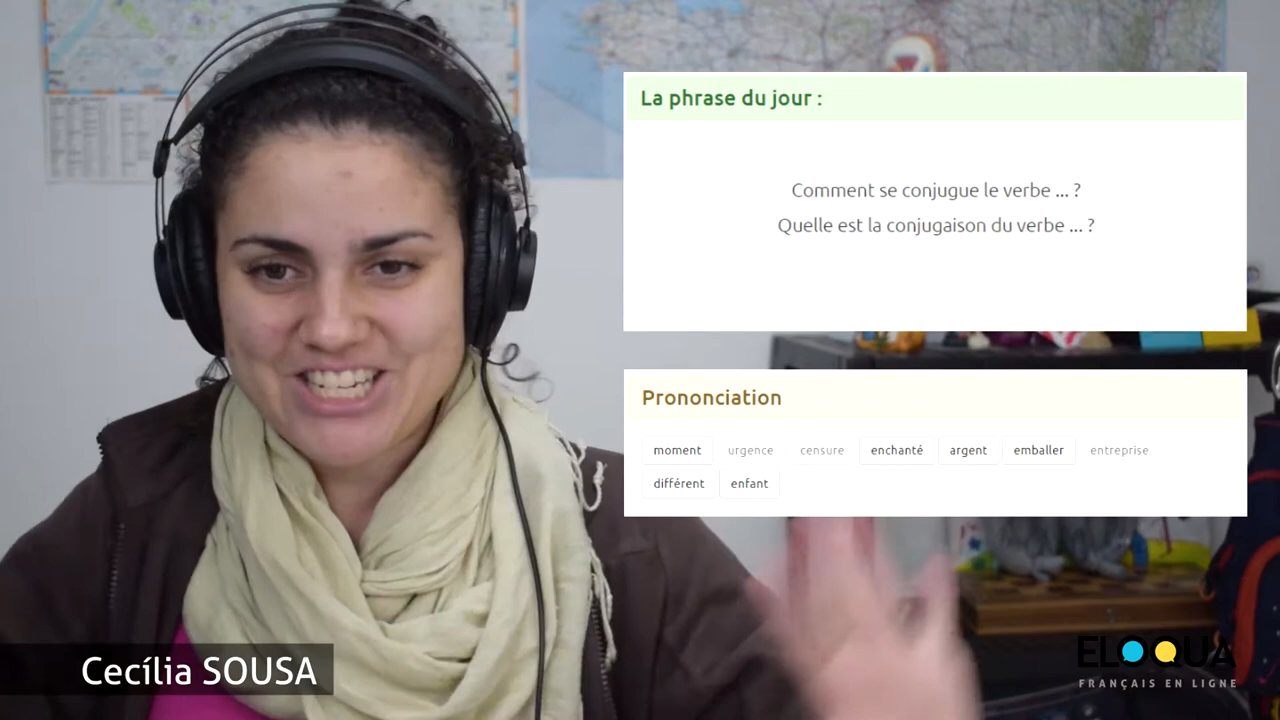 La phrase du jour :
Comment se conjugue le verbe ... ?
Quelle est la conjugaison du verbe ... ?
Prononciation
moment urgence censure enchanté argent emballer entreprise
différent enfant
Cecília SOUSA
ELOQUA
FRANÇAIS EN LIGNE